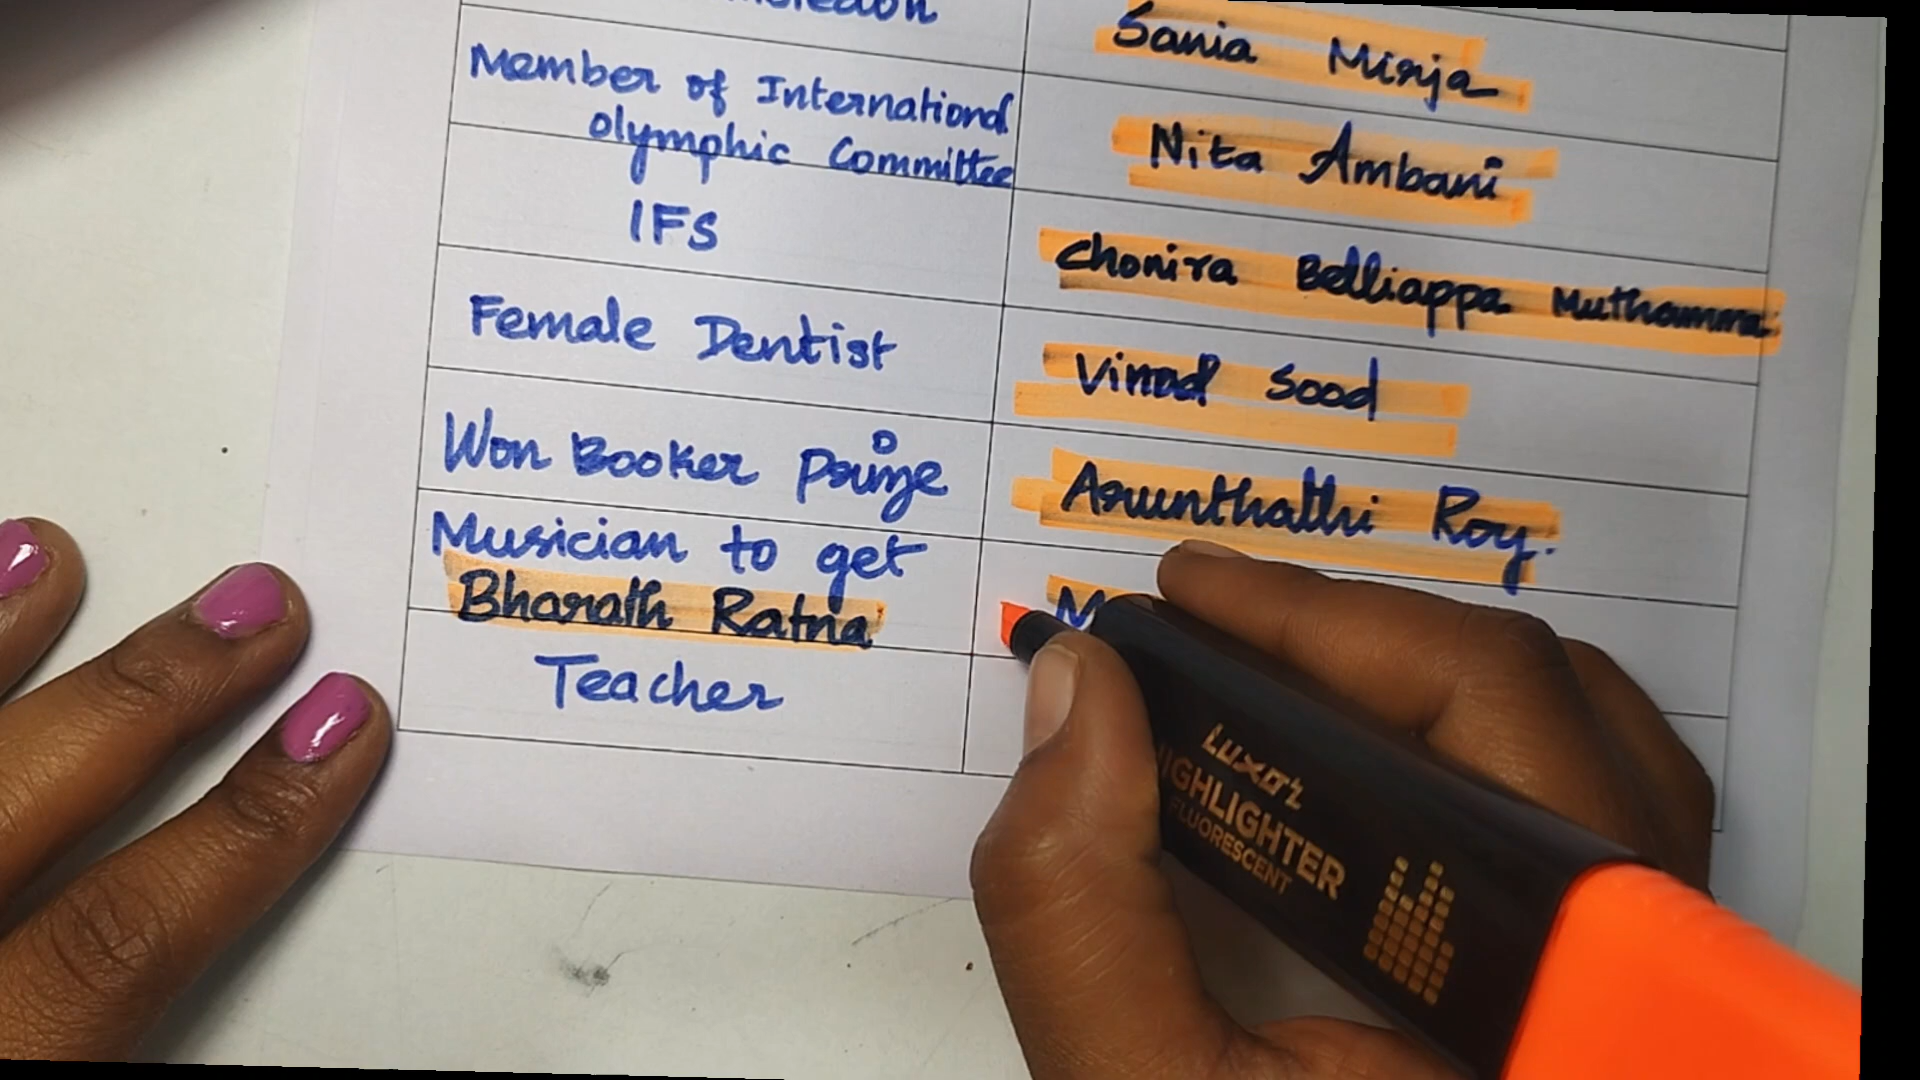 Sania Mirja
Member of International
olymphic Committee
Nita Ambani
IFS
Chonira Belliappa Muthamma
Female Dentist
Vimal Sood
Won Booker Prize
Arunthathi Roy.
Musician to get
Bharath Ratna
M
Teacher
Luxor
HIGHLIGHTER
FLUORESCENT